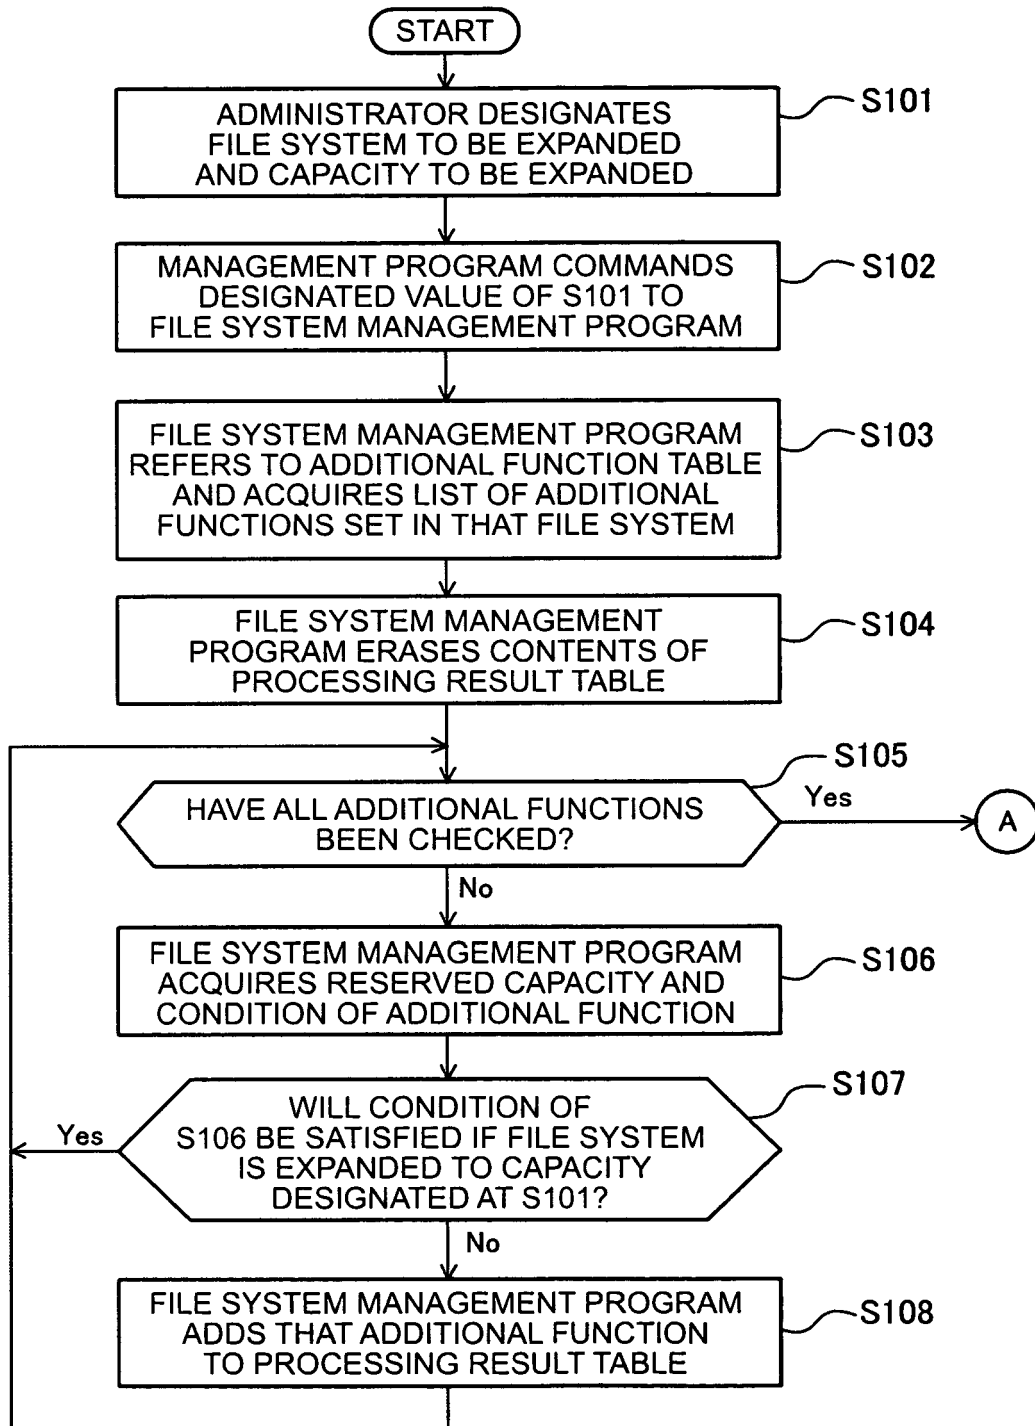 START
ADMINISTRATOR DESIGNATES
FILE SYSTEM TO BE EXPANDED
AND CAPACITY TO BE EXPANDED
S101
MANAGEMENT PROGRAM COMMANDS
DESIGNATED VALUE OF S101 TO
FILE SYSTEM MANAGEMENT PROGRAM
S102
FILE SYSTEM MANAGEMENT PROGRAM
REFERS TO ADDITIONAL FUNCTION TABLE
AND ACQUIRES LIST OF ADDITIONAL
FUNCTIONS SET IN THAT FILE SYSTEM
S103
FILE SYSTEM MANAGEMENT
PROGRAM ERASES CONTENTS OF
PROCESSING RESULT TABLE
S104
HAVE ALL ADDITIONAL FUNCTIONS
BEEN CHECKED?
S105
Yes
A
No
FILE SYSTEM MANAGEMENT PROGRAM
ACQUIRES RESERVED CAPACITY AND
CONDITION OF ADDITIONAL FUNCTION
S106
WILL CONDITION OF
S106 BE SATISFIED IF FILE SYSTEM
IS EXPANDED TO CAPACITY
DESIGNATED AT S101?
S107
Yes
No
FILE SYSTEM MANAGEMENT PROGRAM
ADDS THAT ADDITIONAL FUNCTION
TO PROCESSING RESULT TABLE
S108